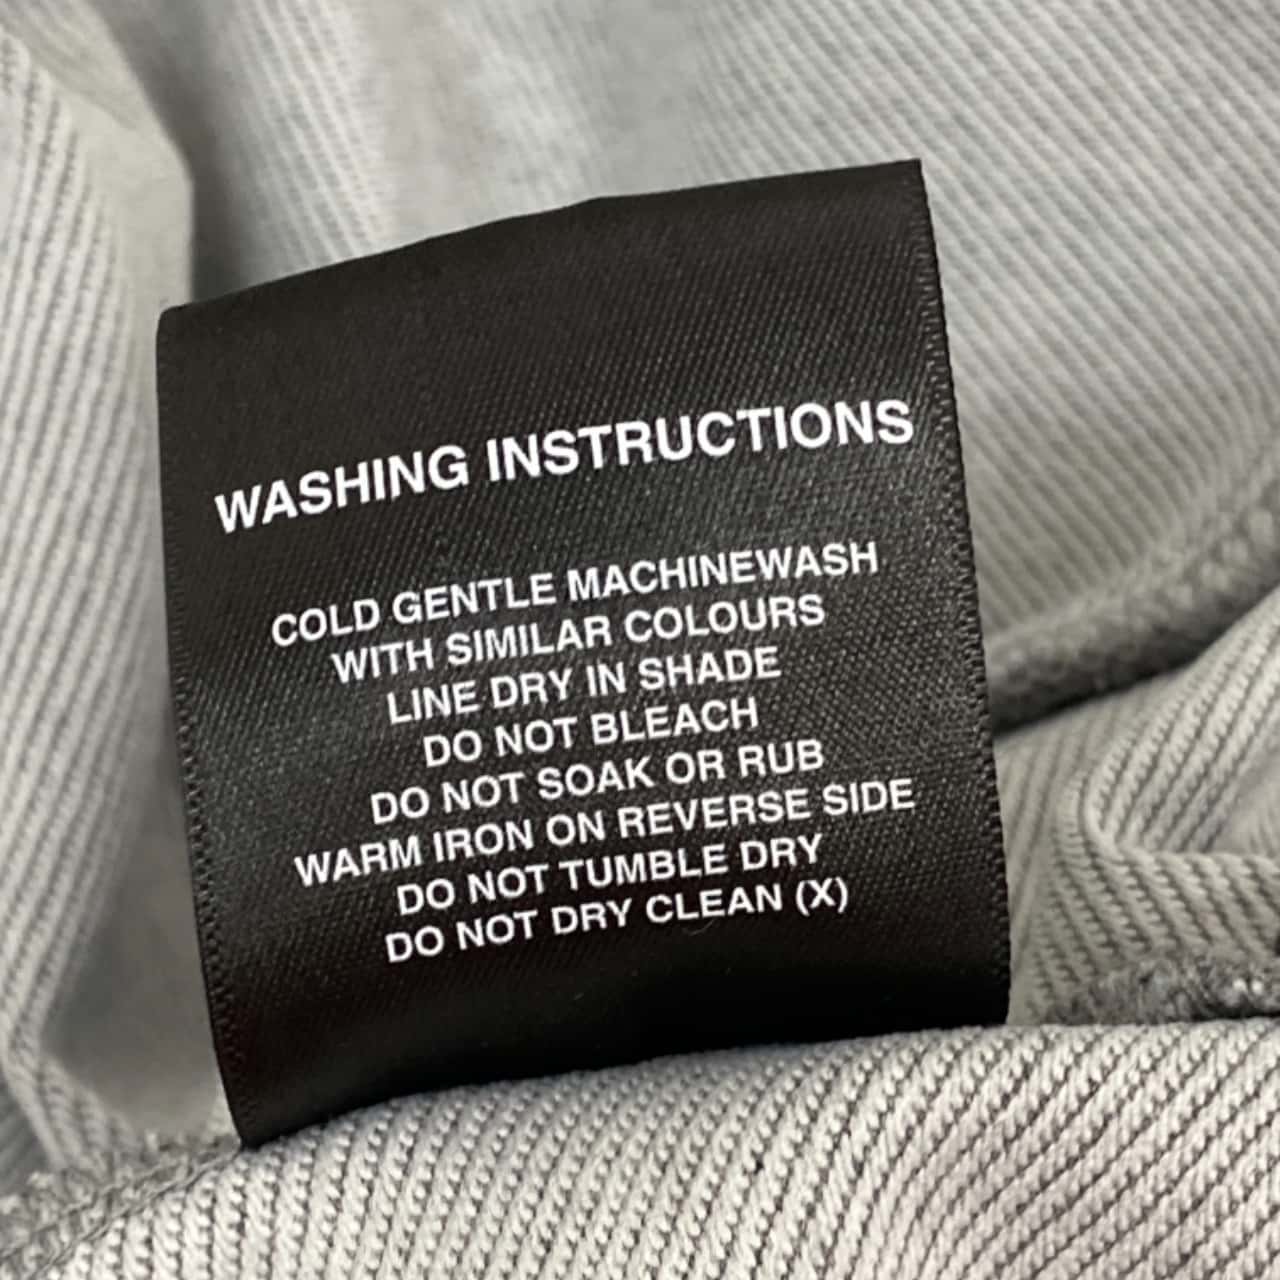 WASHING INSTRUCTIONS
COLD GENTLE MACHINEWASH
WITH SIMILAR COLOURS
LINE DRY IN SHADE
DO NOT BLEACH
DO NOT SOAK OR RUB
WARM IRON ON REVERSE SIDE
DO NOT TUMBLE DRY
DO NOT DRY CLEAN (X)